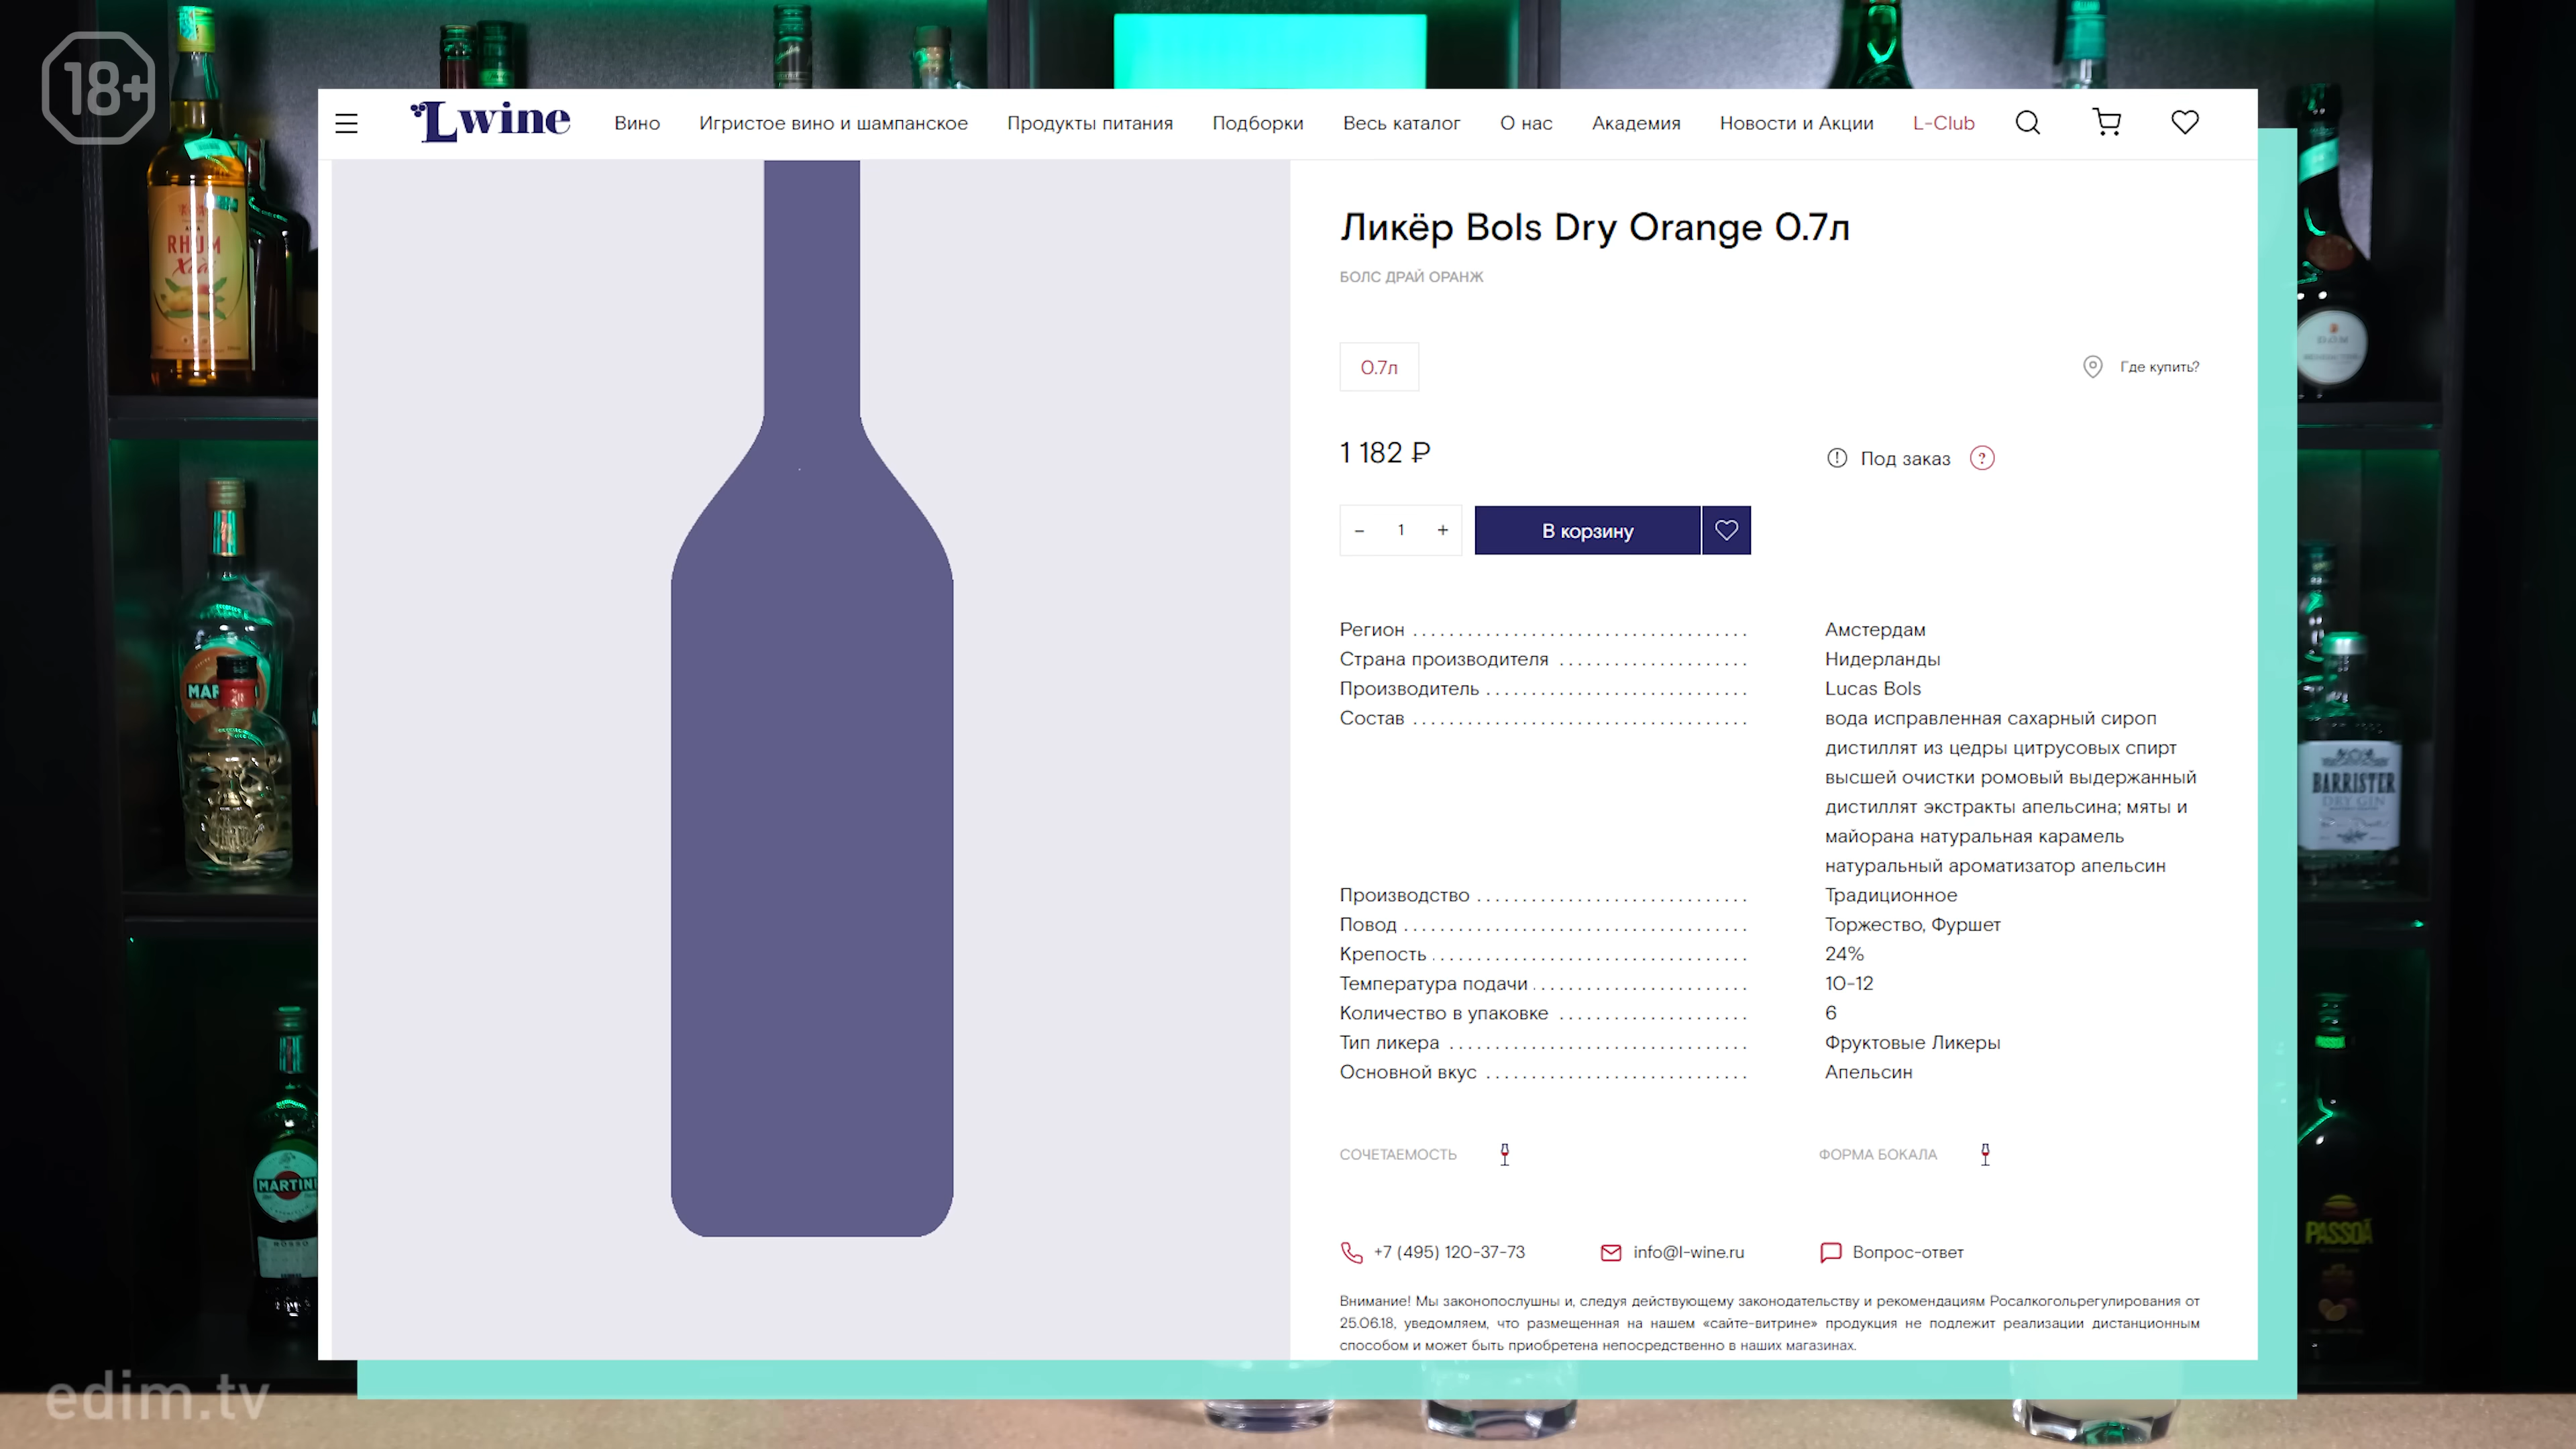 18+
Lwine
Вино
Игристое вино и шампанское
Продукты питания
Подборки
Весь каталог
О нас
Академия
Новости и Акции
L-Club
Ликёр Bols Dry Orange 0.7л
БОЛС ДРАЙ ОРАНЖ
0.7л
Где купить?
1 182 ₽
Под заказ
?
– 1 +
В корзину
Регион Амстердам
Страна производителя Нидерланды
Производитель Lucas Bols
Состав вода исправленная сахарный сироп
дистиллят из цедры цитрусовых спирт
высшей очистки ромовый выдержанный
дистиллят экстракты апельсина; мяты и
майорана натуральная карамель
натуральный ароматизатор апельсин
Производство Традиционное
Повод Торжество, Фуршет
Крепость 24%
Температура подачи 10-12
Количество в упаковке 6
Тип ликера Фруктовые Ликеры
Основной вкус Апельсин
СОЧЕТАЕМОСТЬ
ФОРМА БОКАЛА
+7 (495) 120-37-73
info@l-wine.ru
Вопрос-ответ
Внимание! Мы законопослушны и, следуя действующему законодательству и рекомендациям Росалкогольрегулирования от
25.06.18, уведомляем, что размещенная на нашем «сайте-витрине» продукция не подлежит реализации дистанционным
способом и может быть приобретена непосредственно в наших магазинах.
RHUM
MARTINI
ROSSO
BARRISTER
DRY GIN
PASSOÃ
edim.tv